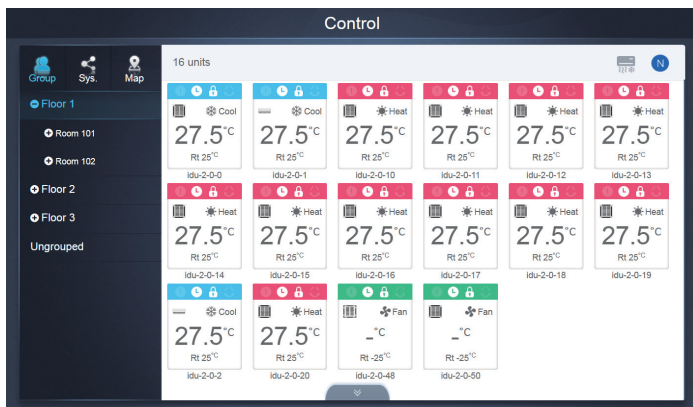 Control
Group Sys. Map
16 units
N
Floor 1
Room 101
Room 102
Floor 2
Floor 3
Ungrouped
Cool Cool Heat Heat Heat Heat
27.5°C 27.5°C 27.5°C 27.5°C 27.5°C 27.5°C
Rt 25°C Rt 25°C Rt 25°C Rt 25°C Rt 25°C Rt 25°C
idu-2-0-0 idu-2-0-1 idu-2-0-10 idu-2-0-11 idu-2-0-12 idu-2-0-13
Heat Heat Heat Heat Heat Heat
27.5°C 27.5°C 27.5°C 27.5°C 27.5°C 27.5°C
Rt 25°C Rt 25°C Rt 25°C Rt 25°C Rt 25°C Rt 25°C
idu-2-0-14 idu-2-0-15 idu-2-0-16 idu-2-0-17 idu-2-0-18 idu-2-0-19
Cool Heat Fan Fan
27.5°C 27.5°C _°C _°C
Rt 25°C Rt 25°C Rt -25°C Rt -25°C
idu-2-0-2 idu-2-0-20 idu-2-0-48 idu-2-0-50